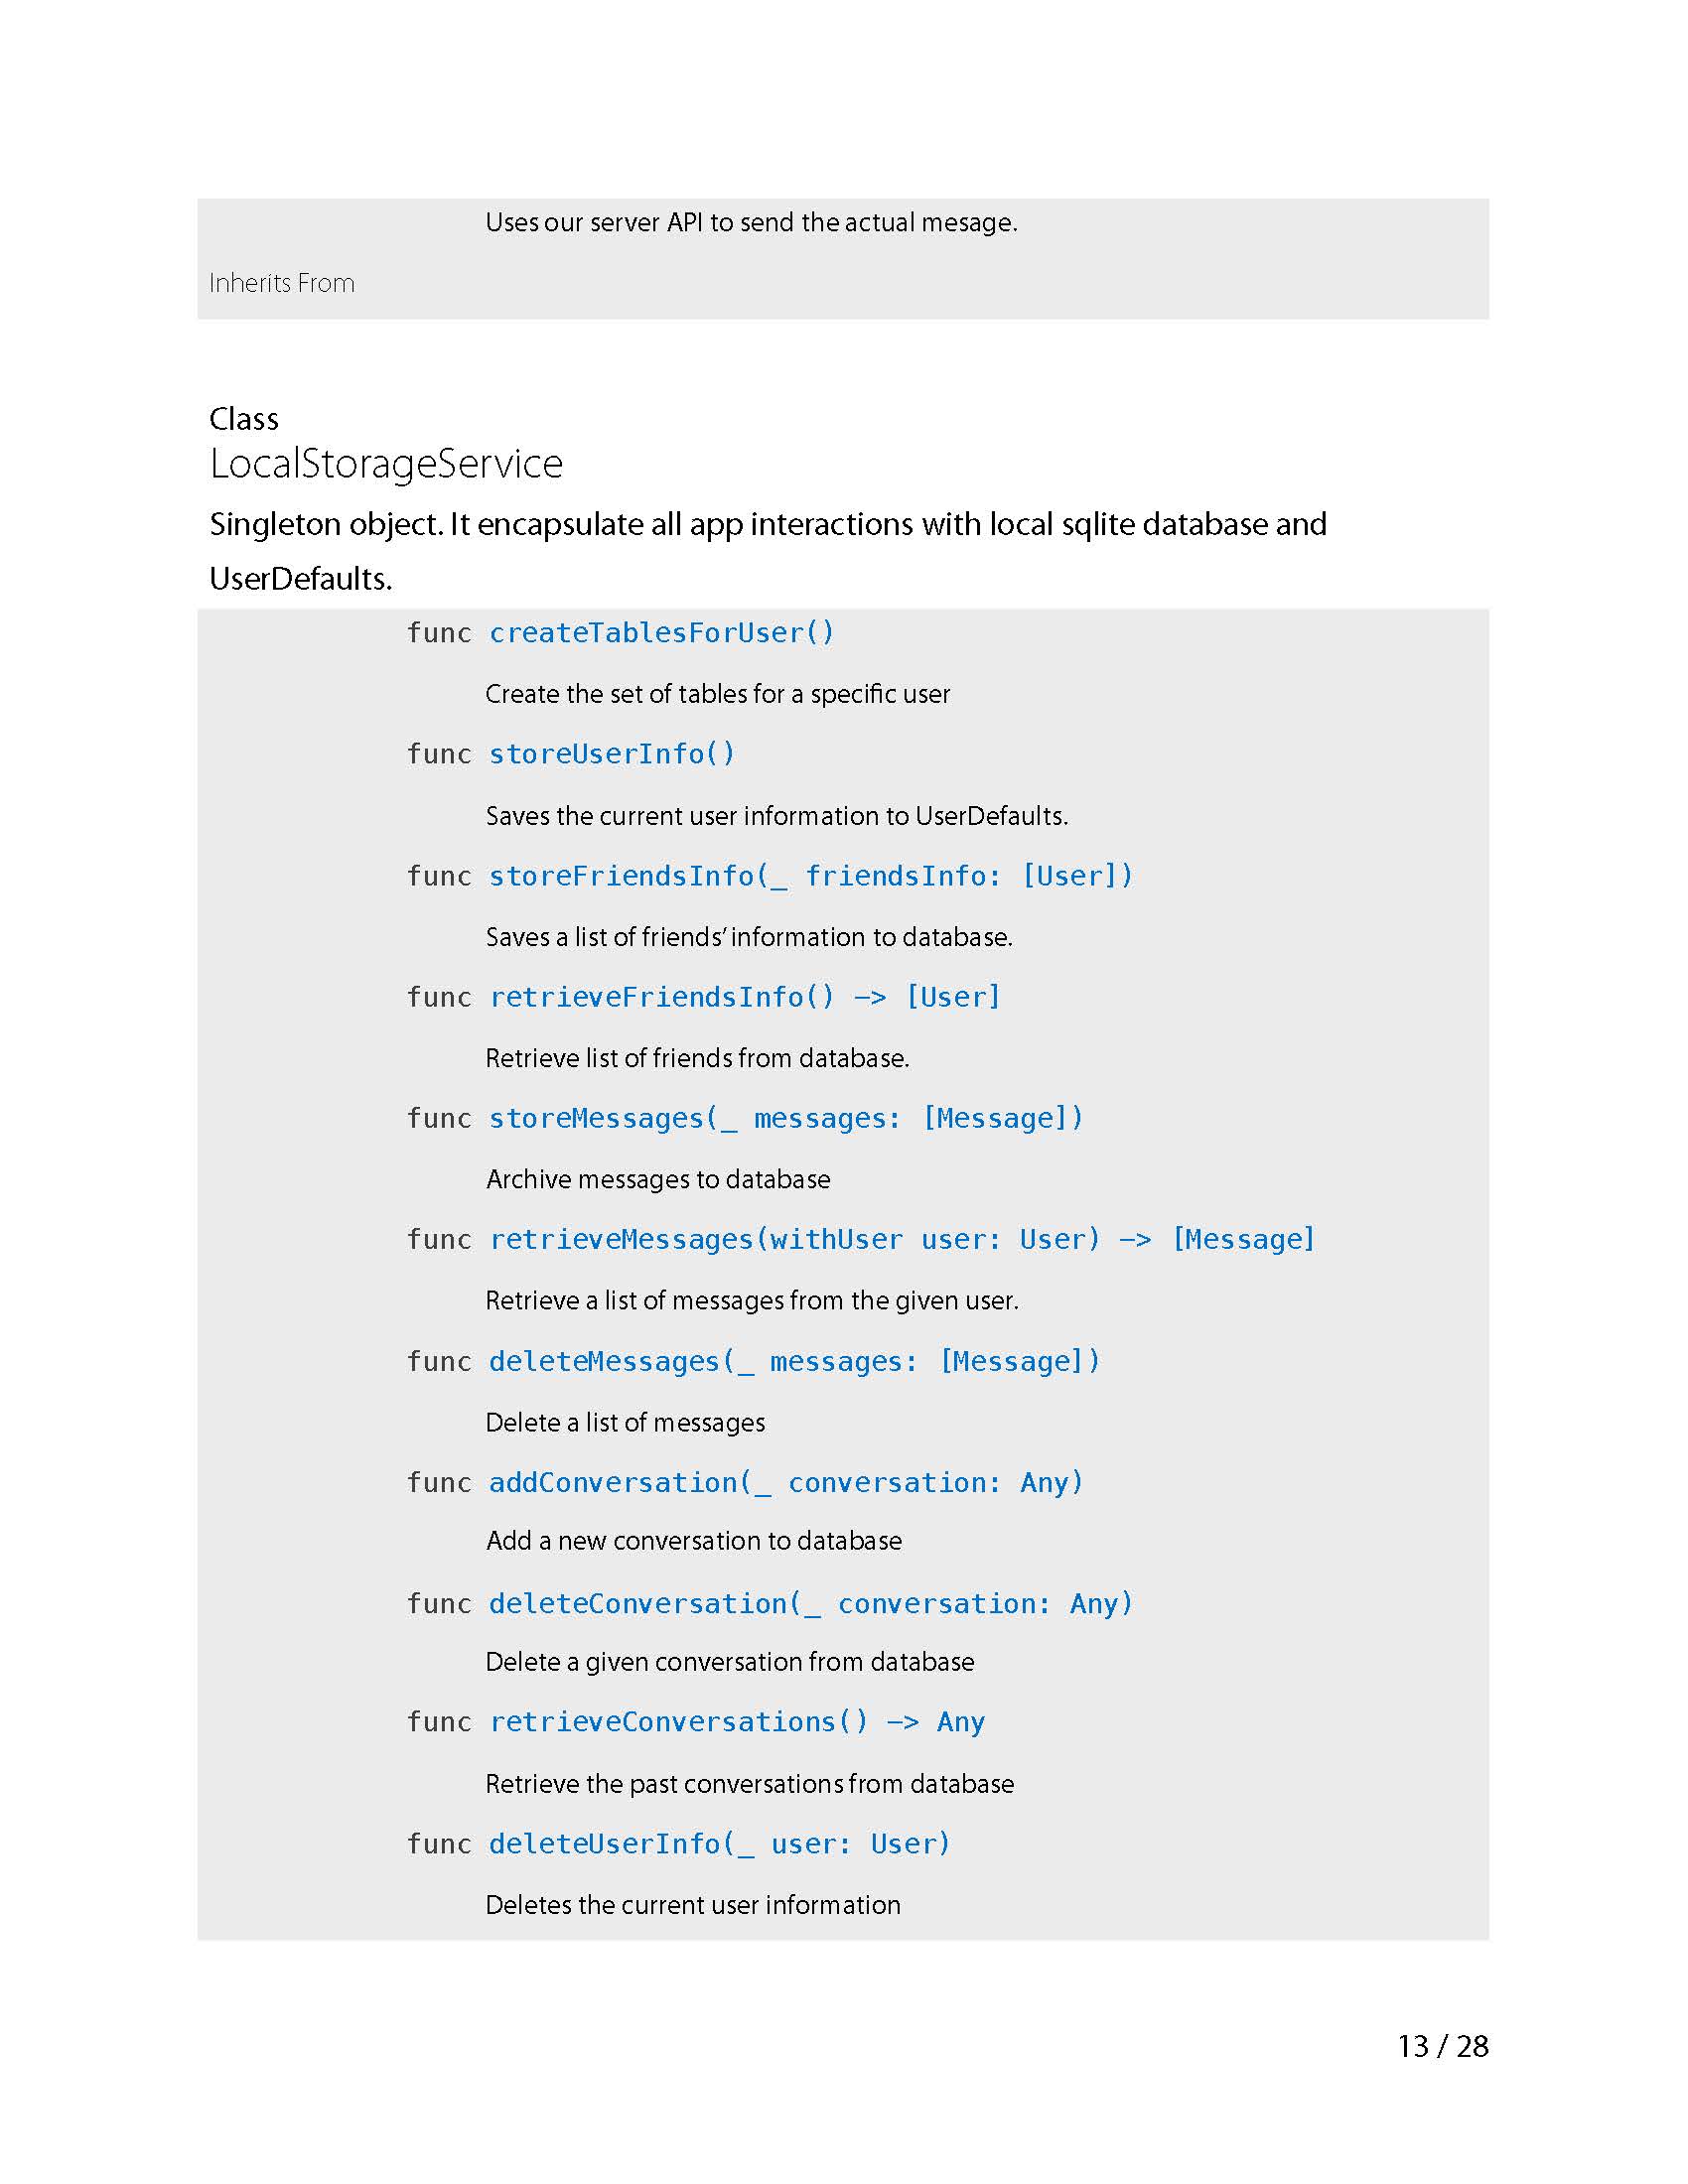 Uses our server API to send the actual mesage.
Inherits From
Class
LocalStorageService
Singleton object. It encapsulate all app interactions with local sqlite database and
UserDefaults.
func createTablesForUser()
Create the set of tables for a specific user
func storeUserInfo()
Saves the current user information to UserDefaults.
func storeFriendsInfo(_ friendsInfo: [User])
Saves a list of friends’ information to database.
func retrieveFriendsInfo() –> [User]
Retrieve list of friends from database.
func storeMessages(_ messages: [Message])
Archive messages to database
func retrieveMessages(withUser user: User) –> [Message]
Retrieve a list of messages from the given user.
func deleteMessages(_ messages: [Message])
Delete a list of messages
func addConversation(_ conversation: Any)
Add a new conversation to database
func deleteConversation(_ conversation: Any)
Delete a given conversation from database
func retrieveConversations() –> Any
Retrieve the past conversations from database
func deleteUserInfo(_ user: User)
Deletes the current user information
13 / 28